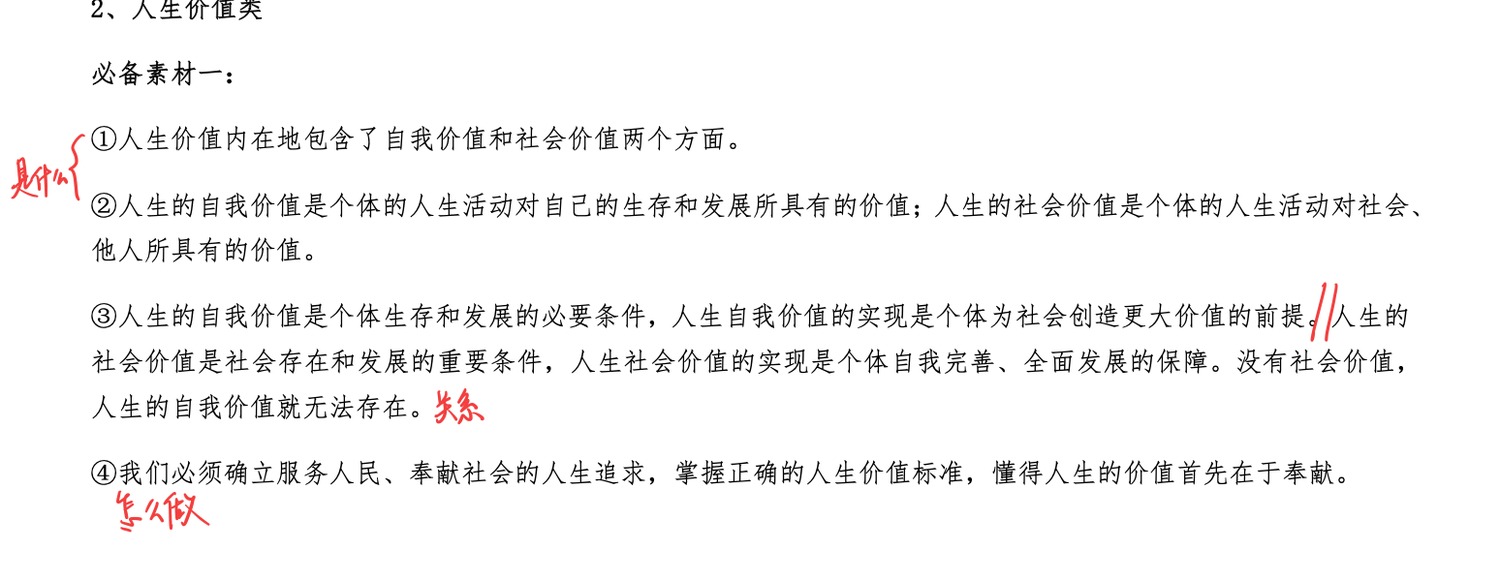 2、人生价值类
必备素材一：
①人生价值内在地包含了自我价值和社会价值两个方面。
是什么
②人生的自我价值是个体的人生活动对自己的生存和发展所具有的价值；人生的社会价值是个体的人生活动对社会、
他人所具有的价值。
③人生的自我价值是个体生存和发展的必要条件，人生自我价值的实现是个体为社会创造更大价值的前提。人生的
社会价值是社会存在和发展的重要条件，人生社会价值的实现是个体自我完善、全面发展的保障。没有社会价值，
人生的自我价值就无法存在。关系
④我们必须确立服务人民、奉献社会的人生追求，掌握正确的人生价值标准，懂得人生的价值首先在于奉献。
怎么做